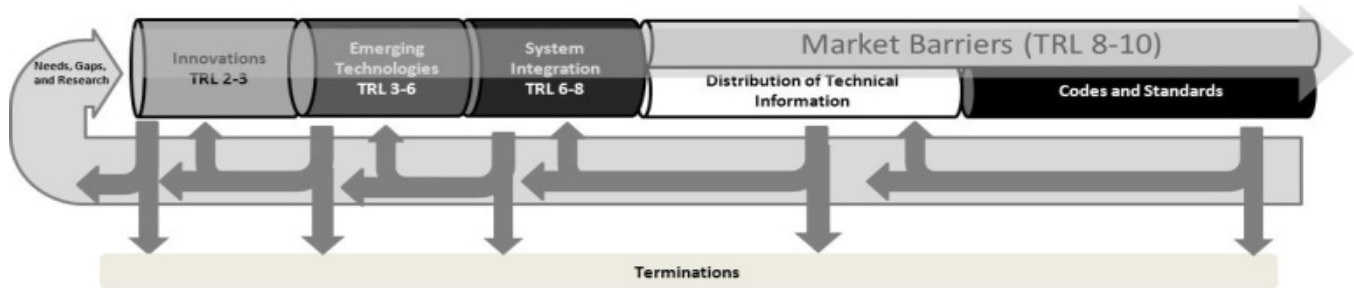 Needs, Gaps,
and Research
Innovations
TRL 2-3
Emerging
Technologies
TRL 3-6
System
Integration
TRL 6-8
Market Barriers (TRL 8-10)
Distribution of Technical
Information
Codes and Standards
Terminations